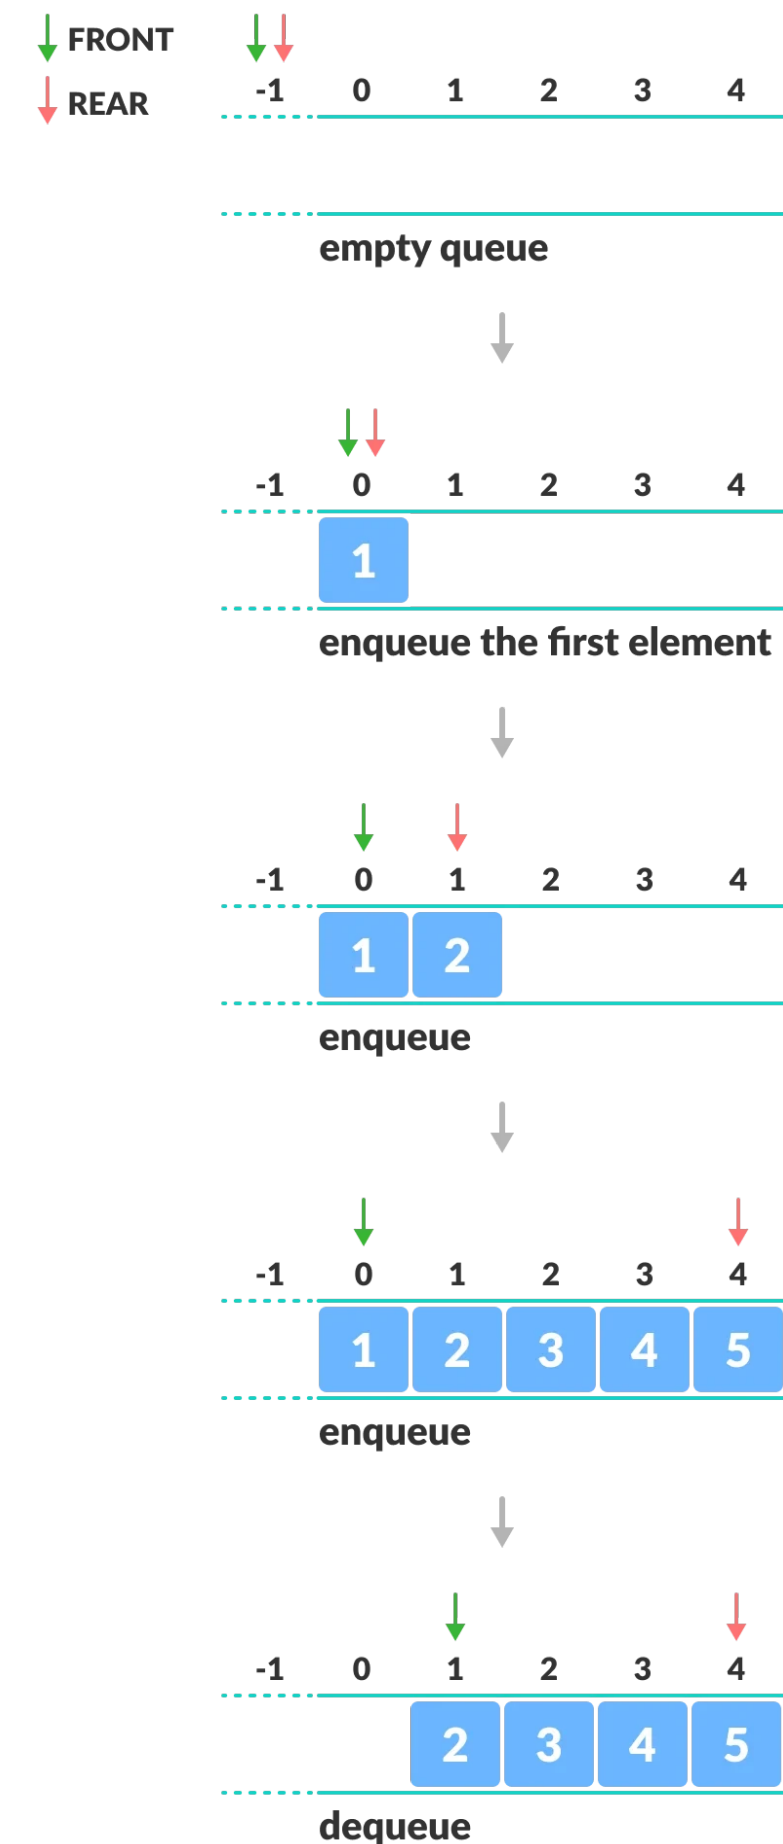 FRONT
REAR
-1 0 1 2 3 4
empty queue
-1 0 1 2 3 4
1
enqueue the first element
-1 0 1 2 3 4
1 2
enqueue
-1 0 1 2 3 4
1 2 3 4 5
enqueue
-1 0 1 2 3 4
2 3 4 5
dequeue